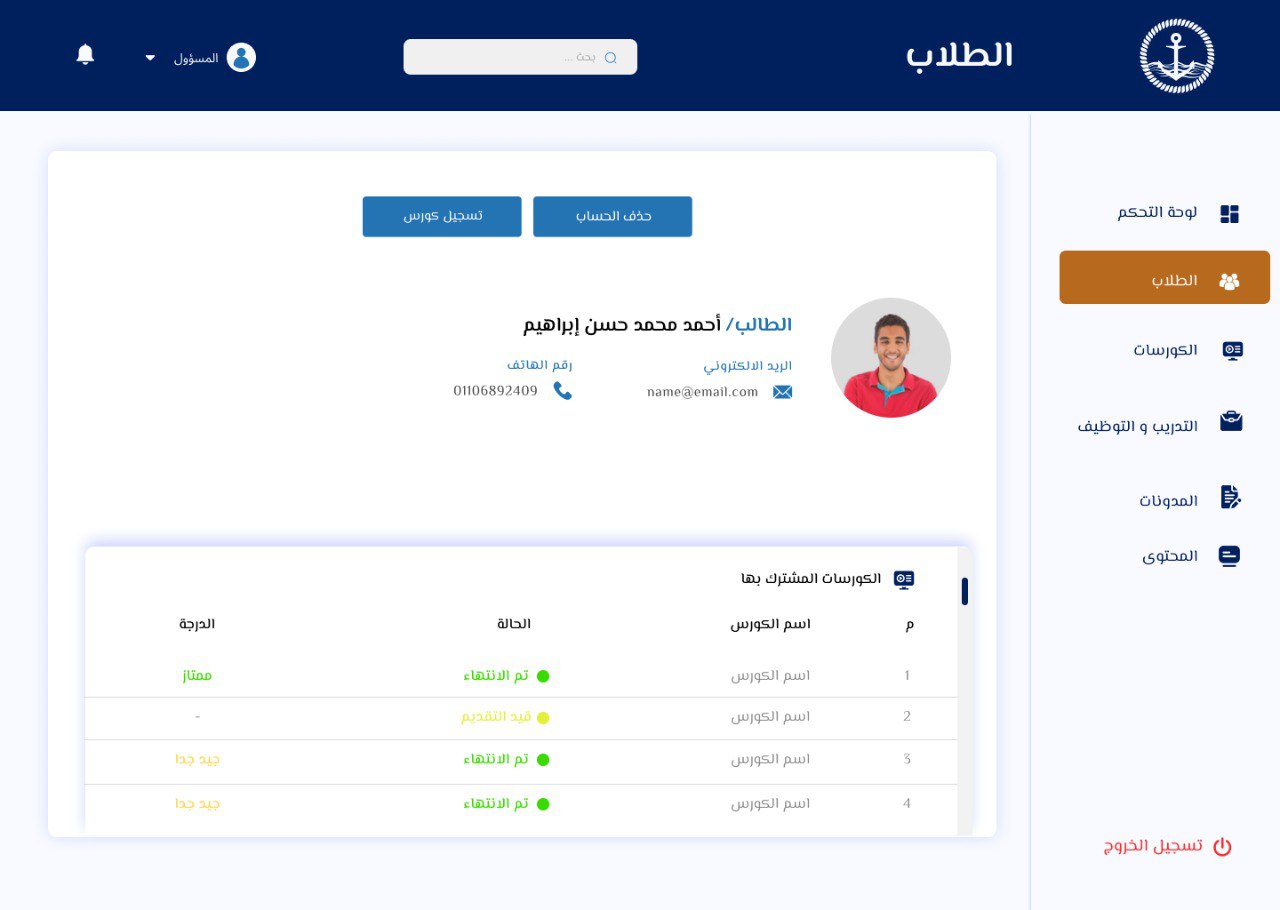 الطلاب
بحث ...
المسؤول
لوحة التحكم
الطلاب
الكورسات
التدريب و التوظيف
المدونات
المحتوى
تسجيل الخروج
حذف الحساب
تسجيل كورس
الطالب/ أحمد محمد حسن إبراهيم
الريد الالكتروني
name@email.com
رقم الهاتف
01106892409
الكورسات المشترك بها
م اسم الكورس الحالة الدرجة
1 اسم الكورس تم الانتهاء ممتاز
2 اسم الكورس قيد التقديم -
3 اسم الكورس تم الانتهاء جيد جدا
4 اسم الكورس تم الانتهاء جيد جدا